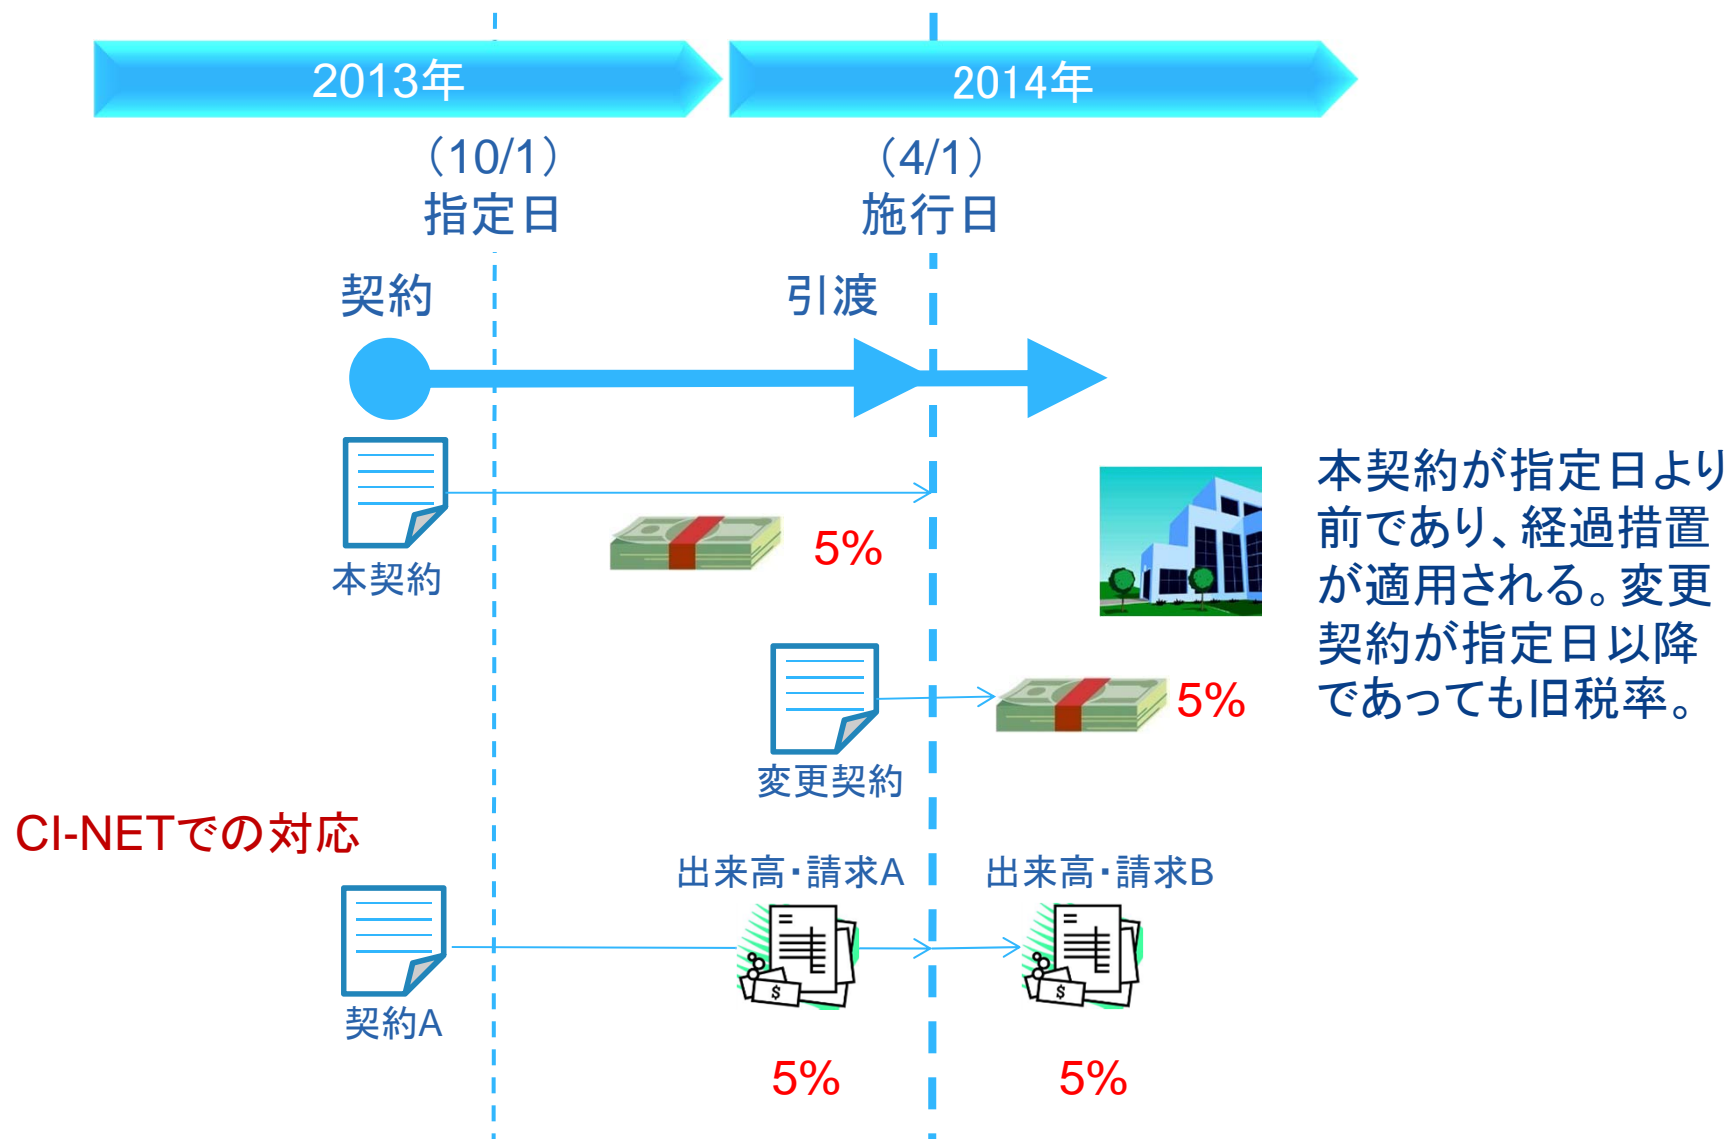 2013年
2014年
（10/1）
指定日
（4/1）
施行日
契約
引渡
本契約
5%
本契約が指定日より
前であり、経過措置
が適用される。変更
契約が指定日以降
であっても旧税率。
変更契約
5%
CI-NETでの対応
出来高・請求A
出来高・請求B
$
$
契約A
5%
5%